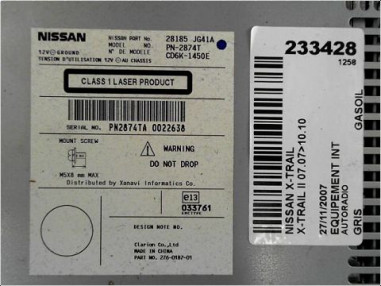 NISSAN
NISSAN PART No. 28185 JG41A
MODEL NO. PN-2874T
12V⊖GROUND N° DE MODÈLE CD6K-1450E
TENSION D'UTILISATION 12V⊖AU CHASSIS
CLASS 1 LASER PRODUCT
SERIAL NO. PN2874TA 0022638
MOUNT SCREW
WARNING
DO NOT DROP
M5X8 mm MAX
Distributed by Xanavi Informatics Co.
e13
033761
DESIGN NOTE NO.
Clarion Co.,Ltd
MADE IN CHINA
PART NO. 276-0187-01
233428
1258
NISSAN X-TRAIL
X-TRAIL II 07.07>10.10
27/11/2007
EQUIPEMENT INT
AUTORADIO
GRIS
GASOIL